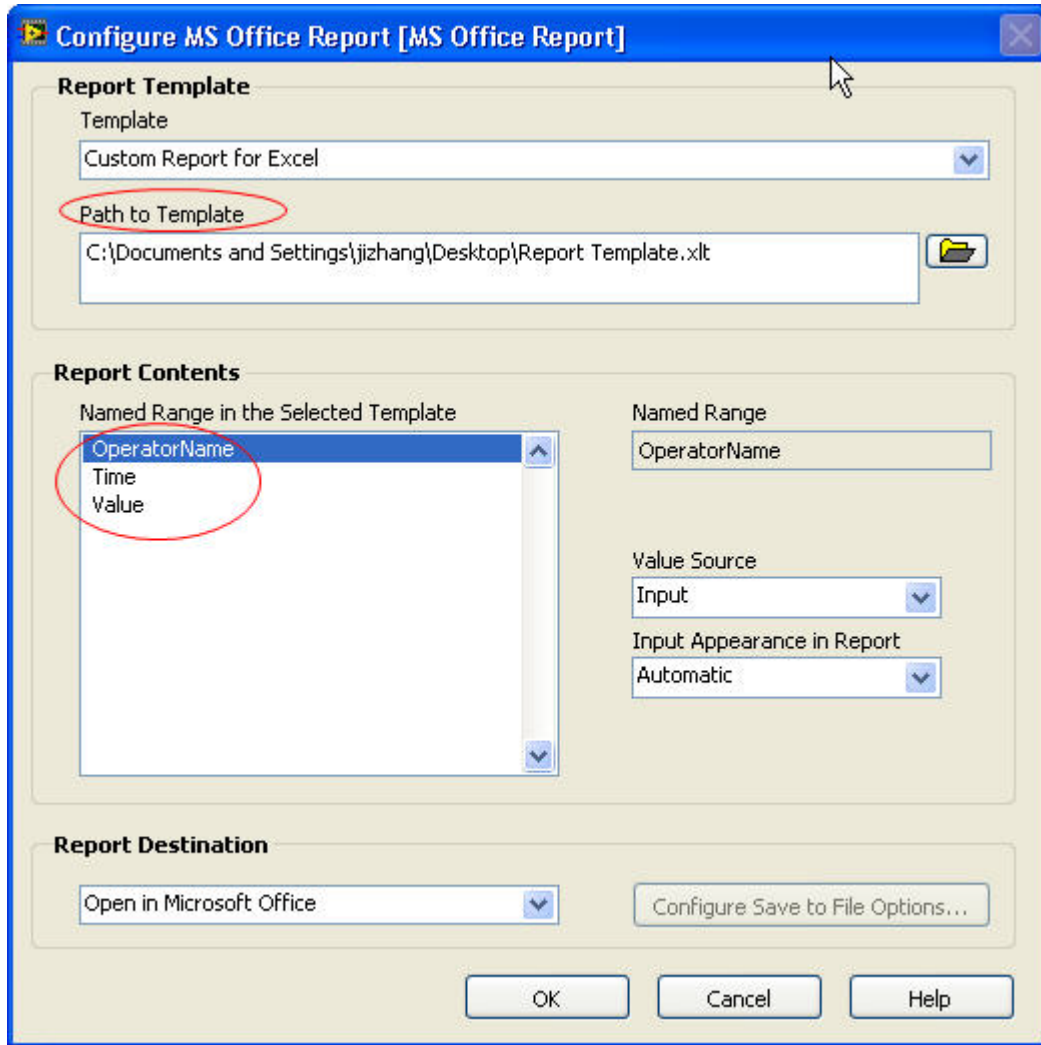 Configure MS Office Report [MS Office Report]
Report Template
Template
Custom Report for Excel
Path to Template
C:\Documents and Settings\jizhang\Desktop\Report Template.xlt
Report Contents
Named Range in the Selected Template
OperatorName
Time
Value
Named Range
OperatorName
Value Source
Input
Input Appearance in Report
Automatic
Report Destination
Open in Microsoft Office
Configure Save to File Options...
OK
Cancel
Help